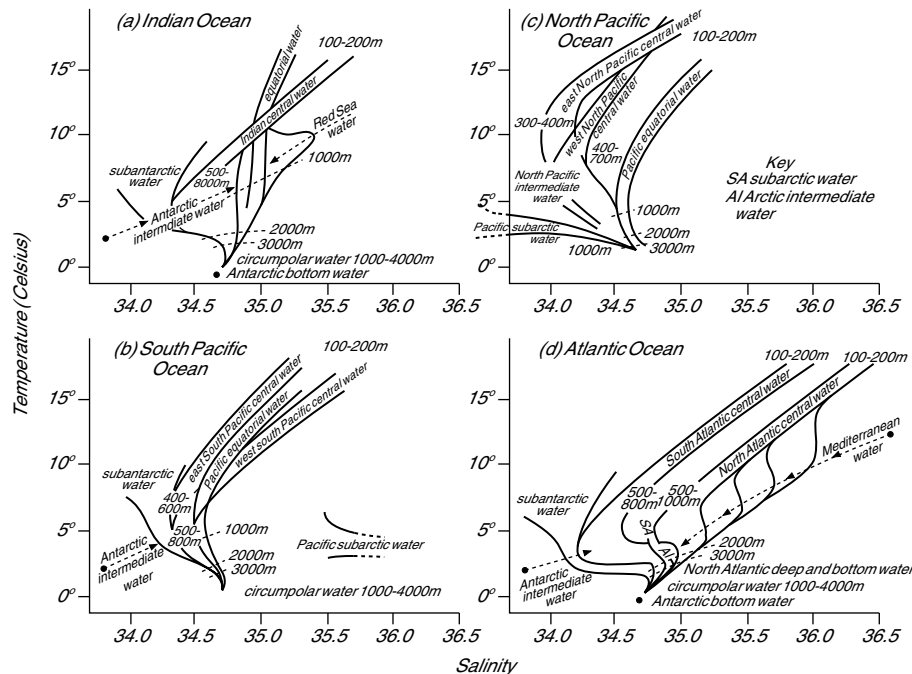 (a) Indian Ocean
100-200m
equatorial water
15°
Indian central water
Red Sea
water
10°
1000m
subantarctic
water
500-
8000m
5°
Antarctic
intermdiate water
2000m
3000m
circumpolar water 1000-4000m
0°
Antarctic bottom water
34.0
34.5
35.0
35.5
36.0
36.5
(c) North Pacific
Ocean
100-200m
east North Pacific central water
15°
west North Pacific
central water
Pacific equatorial water
10°
300-400m
400-
700m
Key
SA subarctic water
AI Arctic intermediate
water
North Pacific
intermediate
water
5°
1000m
Pacific subarctic
water
2000m
3000m
1000m
0°
34.0
34.5
35.0
35.5
36.0
36.5
Temperature (Celsius)
(b) South Pacific
Ocean
100-200m
15°
east South Pacific central water
Pacific equatorial water
west south Pacific central water
10°
subantarctic
water
400-
600m
5°
500-
800m
1000m
Antarctic
intermediate
water
Pacific subarctic water
2000m
3000m
0°
circumpolar water 1000-4000m
34.0
34.5
35.0
35.5
36.0
36.5
(d) Atlantic Ocean
100-200m
100-200m
15°
South Atlantic central water
North Atlantic central water
Mediterranean
water
10°
subantarctic
water
500-
800m
500-
1000m
5°
SA
AI
2000m
3000m
Antarctic
intermediate
water
North Atlantic deep and bottom water
circumpolar water 1000-4000m
0°
Antarctic bottom water
34.0
34.5
35.0
35.5
36.0
36.5
Salinity